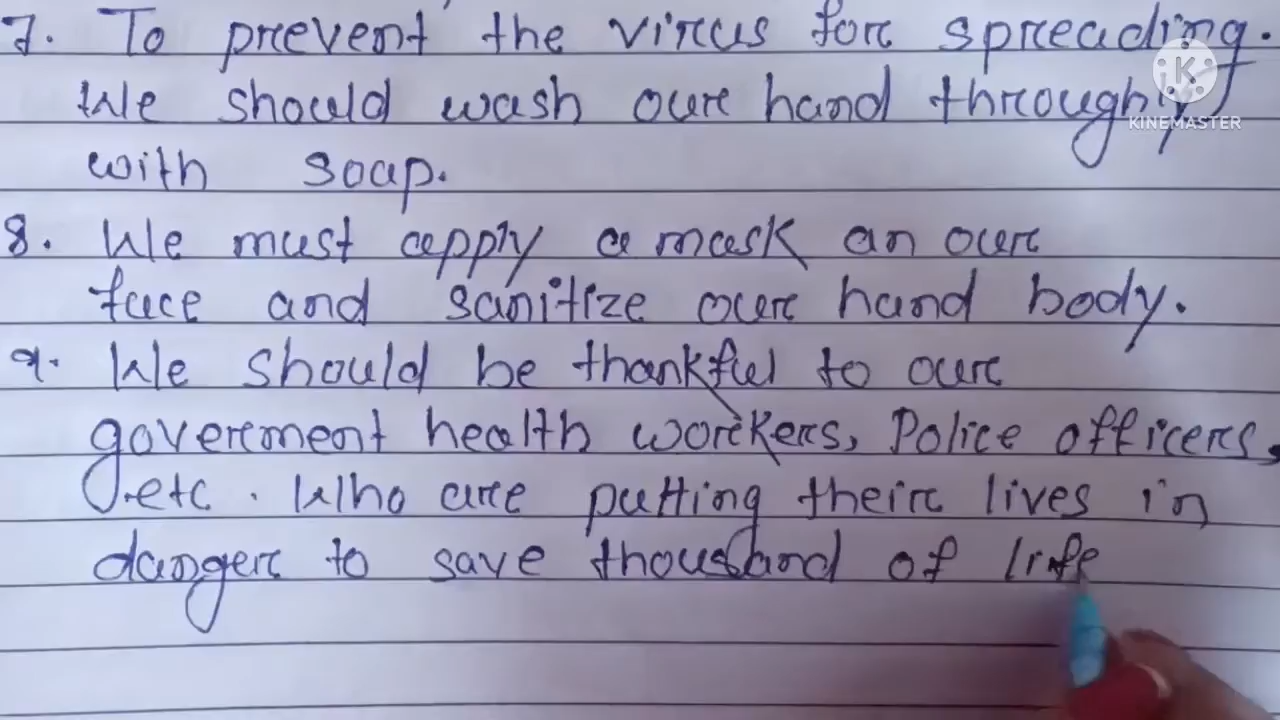 7. To prevent the virus for spreading.
We should wash our hand throughly
with soap.
8. We must apply a mask an our
face and sanitize our hand body.
9. We should be thankful to our
goverment health workers, Police officers,
etc. Who are putting their lives in
danger to save thousand of life
K
KINEMASTER